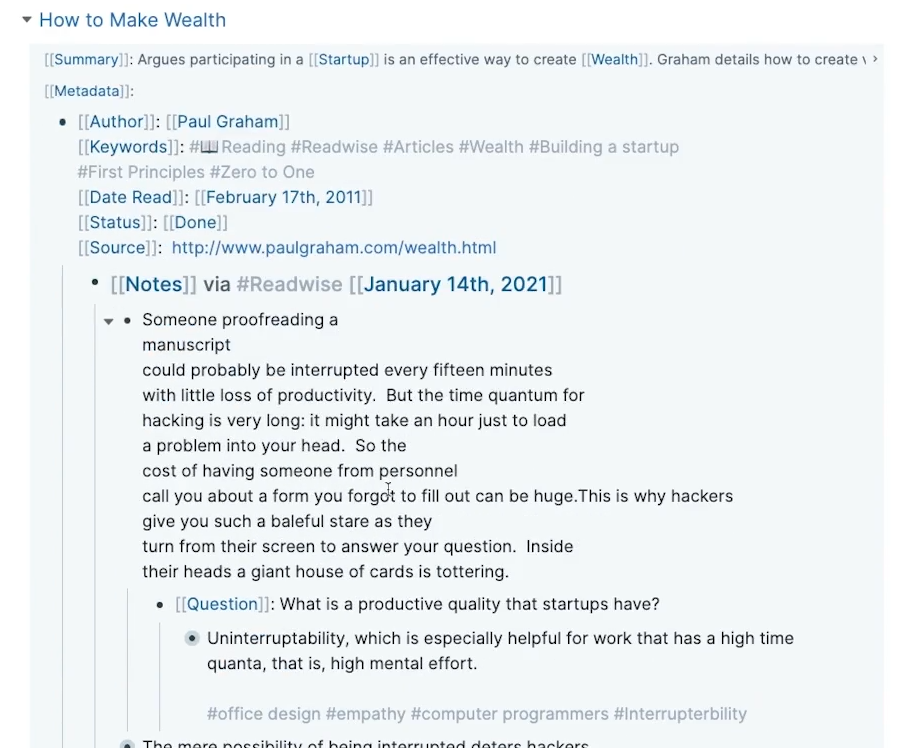 How to Make Wealth
[[Summary]]: Argues participating in a [[Startup]] is an effective way to create [[Wealth]]. Graham details how to create
[[Metadata]]:
[[Author]]: [[Paul Graham]]
[[Keywords]]: #📖Reading #Readwise #Articles #Wealth #Building a startup
#First Principles #Zero to One
[[Date Read]]: [[February 17th, 2011]]
[[Status]]: [[Done]]
[[Source]]: http://www.paulgraham.com/wealth.html
[[Notes]] via #Readwise [[January 14th, 2021]]
Someone proofreading a
manuscript
could probably be interrupted every fifteen minutes
with little loss of productivity.  But the time quantum for
hacking is very long: it might take an hour just to load
a problem into your head.  So the
cost of having someone from personnel
call you about a form you forgot to fill out can be huge.This is why hackers
give you such a baleful stare as they
turn from their screen to answer your question.  Inside
their heads a giant house of cards is tottering.
[[Question]]: What is a productive quality that startups have?
Uninterruptability, which is especially helpful for work that has a high time
quanta, that is, high mental effort.
#office design #empathy #computer programmers #Interrupterbility
The mere possibility of being interrupted deters hackers